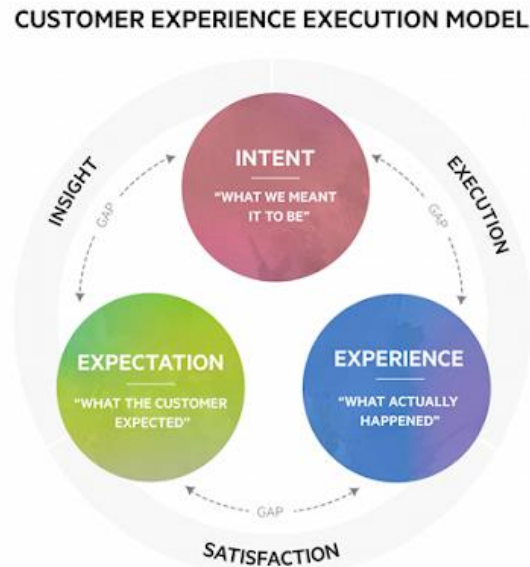 CUSTOMER EXPERIENCE EXECUTION MODEL
INTENT
"WHAT WE MEANT
IT TO BE"
INSIGHT
GAP
EXECUTION
GAP
EXPECTATION
"WHAT THE CUSTOMER
EXPECTED"
EXPERIENCE
"WHAT ACTUALLY
HAPPENED"
GAP
SATISFACTION